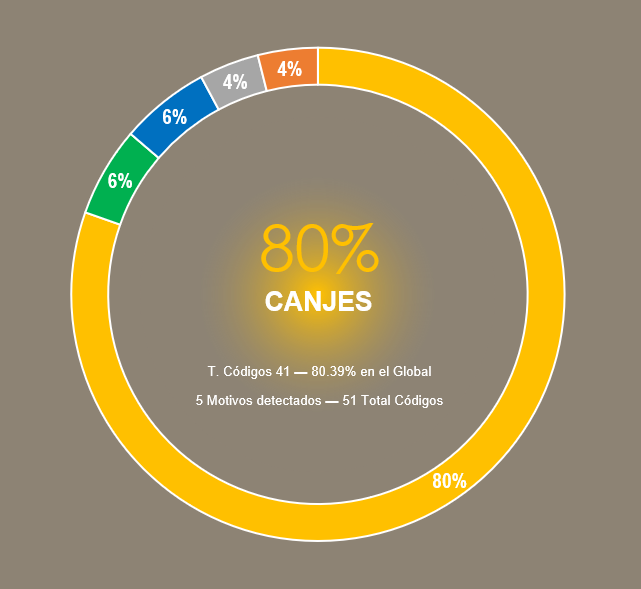 4%
4%
6%
6%
80%
CANJES
T. Códigos 41 — 80.39% en el Global
5 Motivos detectados — 51 Total Códigos
80%